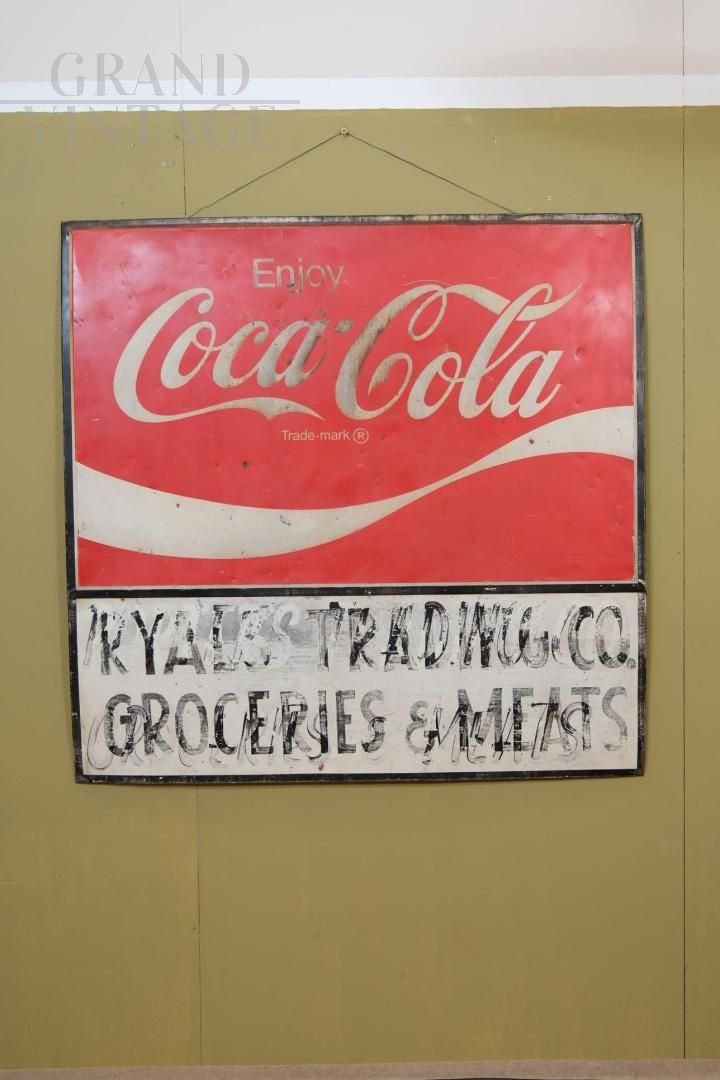 GRAND
VINTAGE
Enjoy
Coca-Cola
Trade-mark ®
RYALS TRADING CO.
GROCERIES & MEATS